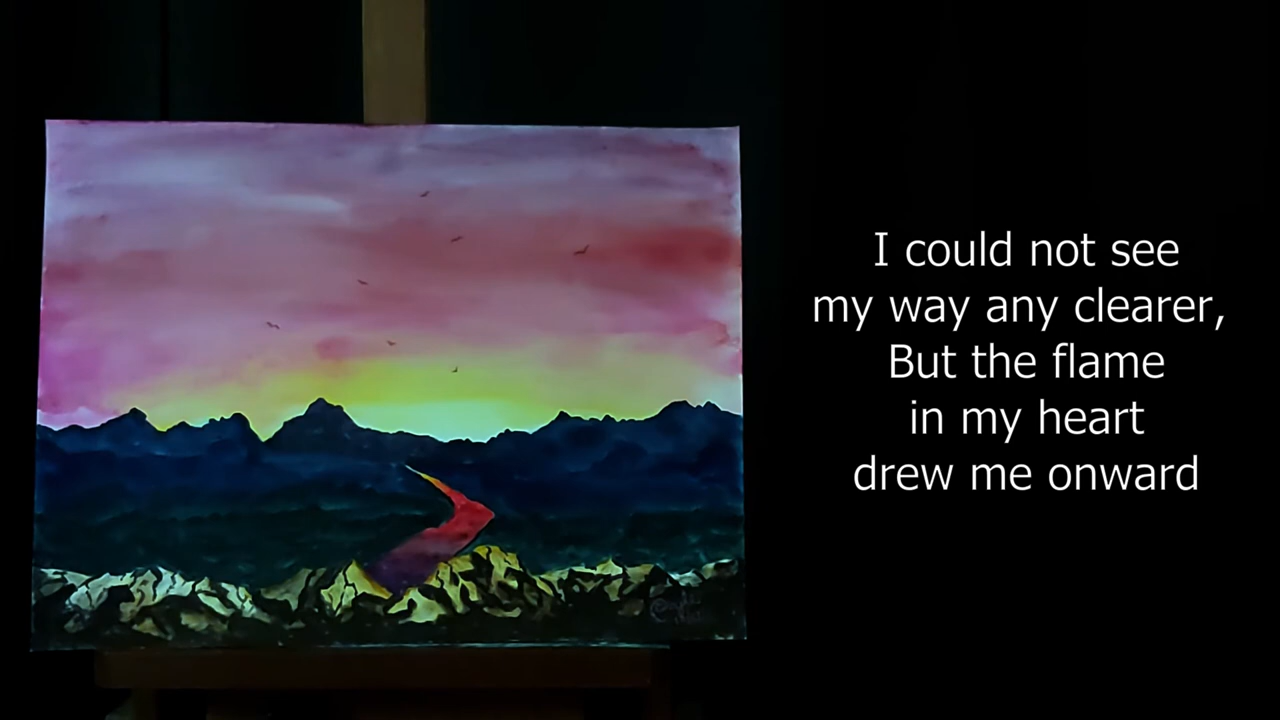 I could not see
my way any clearer,
But the flame
in my heart
drew me onward